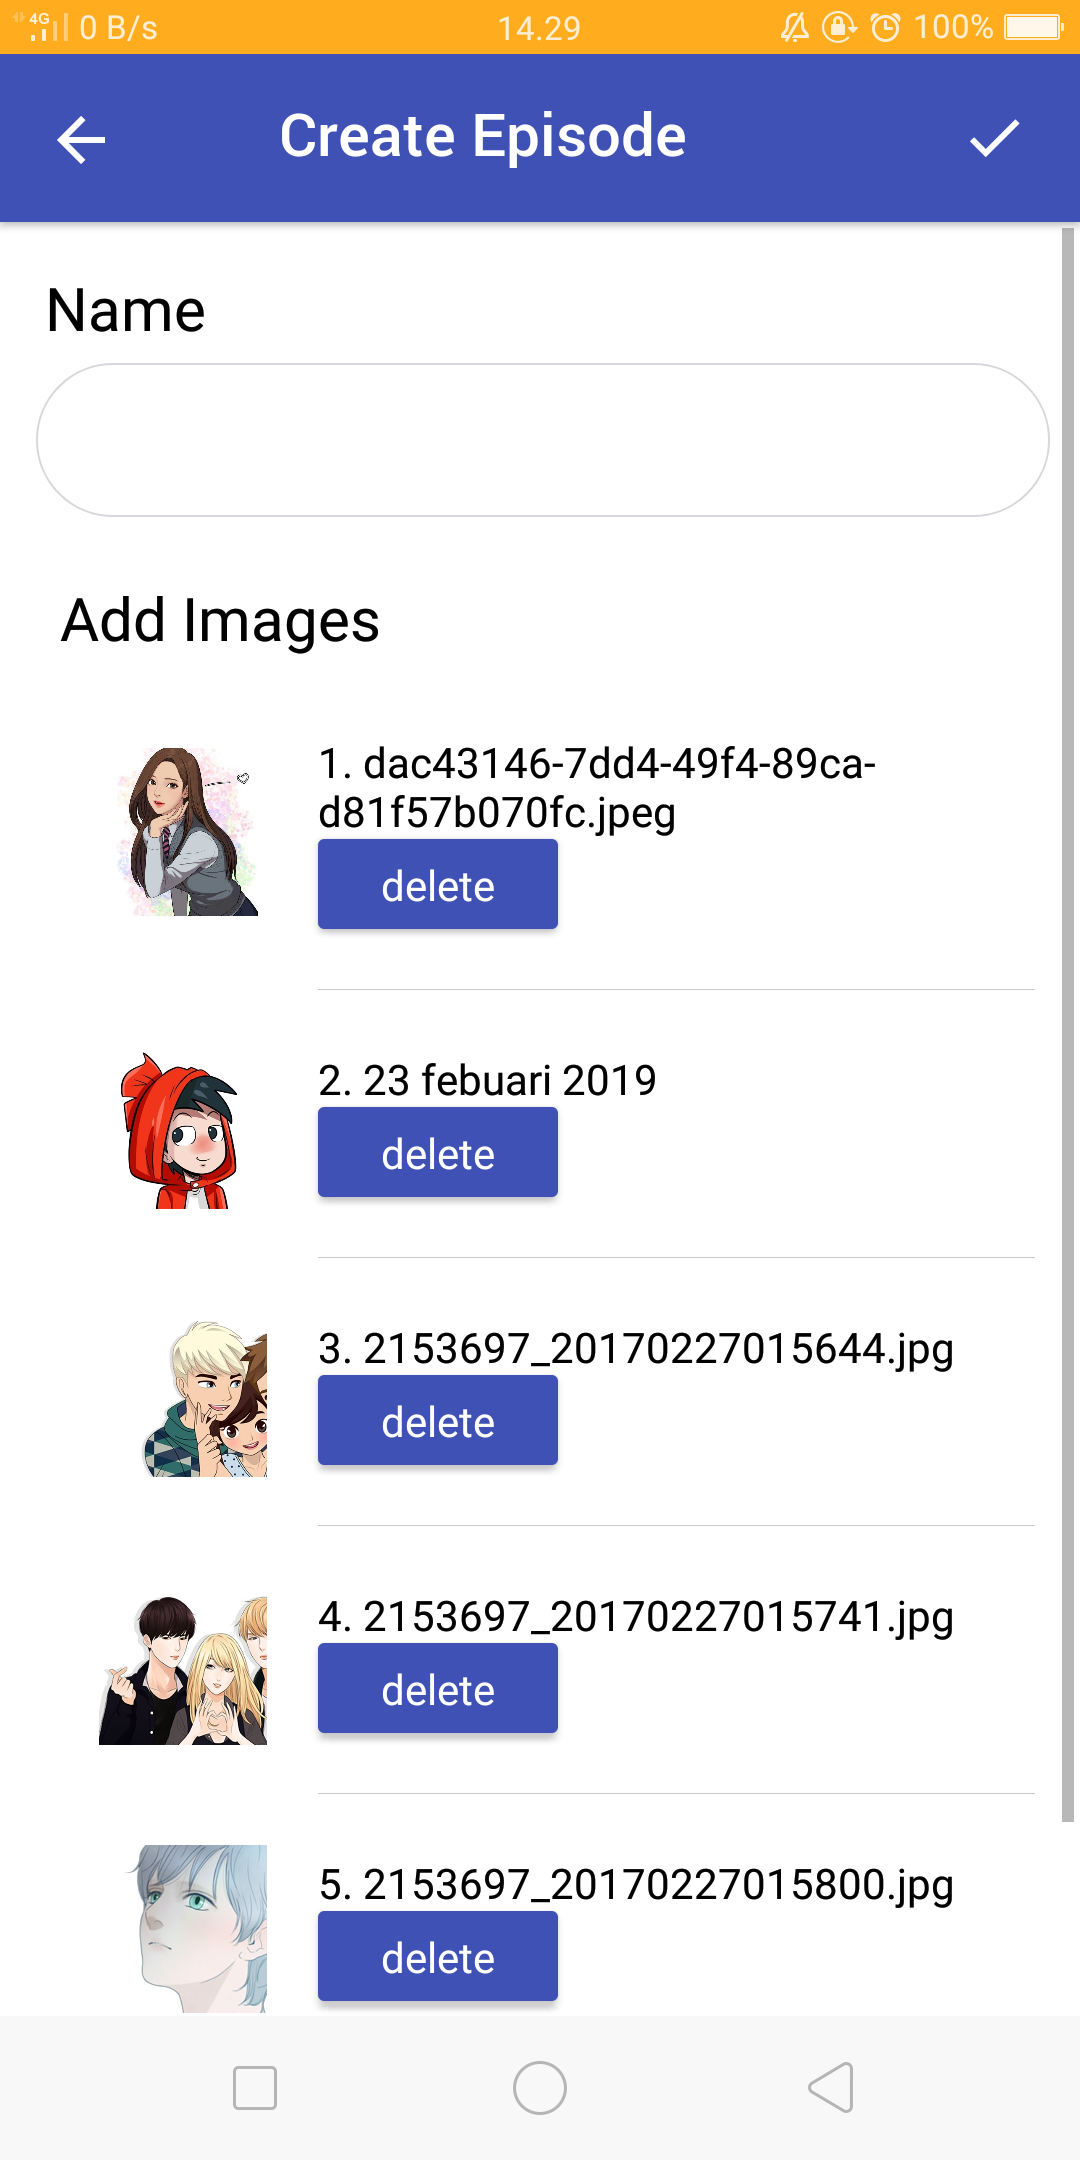 4G 0 B/s 14.29 100%
Create Episode
Name
Add Images
1. dac43146-7dd4-49f4-89ca-
d81f57b070fc.jpeg
delete
2. 23 febuari 2019
delete
3. 2153697_20170227015644.jpg
delete
4. 2153697_20170227015741.jpg
delete
5. 2153697_20170227015800.jpg
delete